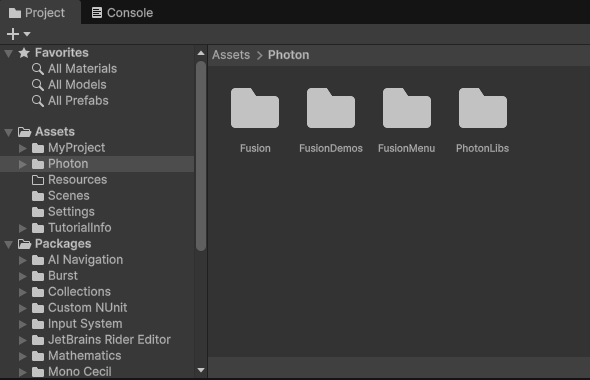 Project
Console
Favorites
All Materials
All Models
All Prefabs
Assets
MyProject
Photon
Resources
Scenes
Settings
TutorialInfo
Packages
AI Navigation
Burst
Collections
Custom NUnit
Input System
JetBrains Rider Editor
Mathematics
Mono Cecil
Assets > Photon
Fusion
FusionDemos
FusionMenu
PhotonLibs